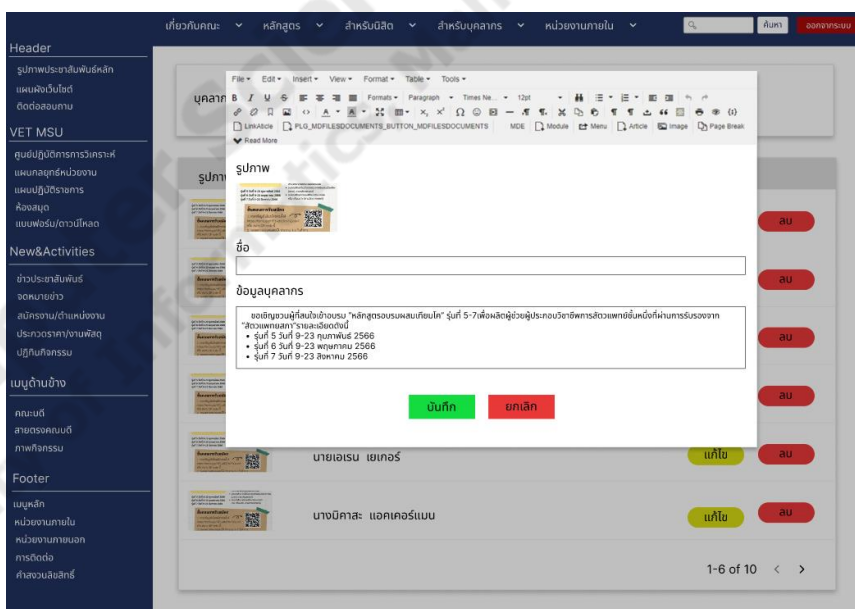 เกี่ยวกับคณะ หลักสูตร สำหรับนิสิต สำหรับบุคลากร หน่วยงานภายใน ค้นหา ออกจากระบบ
Header
รูปภาพประชาสัมพันธ์หลัก
แผนผังเว็บไซต์
ติดต่อสอบถาม
VET MSU
ศูนย์ปฏิบัติการการวิเคราะห์
แผนกลยุทธ์หน่วยงาน
แผนปฏิบัติราชการ
ห้องสมุด
แบบฟอร์ม/ดาวน์โหลด
New&Activities
ข่าวประชาสัมพันธ์
จดหมายข่าว
สมัครงาน/ตำแหน่งงาน
ประกวดราคา/งานพัสดุ
ปฏิทินกิจกรรม
เมนูด้านข้าง
คณะบดี
สายตรงคณบดี
ภาพกิจกรรม
Footer
เมนูหลัก
หน่วยงานภายใน
หน่วยงานภายนอก
การติดต่อ
คำสงวนลิขสิทธิ์
บุคลาก
รูปภา
File Edit Insert View Format Table Tools
B I U S Formats Paragraph Times Ne... 12pt
LinkAticle PLG_MDFILESDOCUMENTS_BUTTON_MDFILESDOCUMENTS MDE Module Menu Article Image Page Break
Read More
รูปภาพ
ชื่อ
ข้อมูลบุคลากร
ขอเชิญชวนผู้ที่สนใจเข้าอบรม "หลักสูตรอบรมผสมเทียมโค" รุ่นที่ 5-7เพื่อผลิตผู้ช่วยผู้ประกอบวิชาชีพการสัตวแพทย์ชั้นหนึ่งที่ผ่านการรับรองจาก
"สัตวแพทยสภา"รายละเอียดดังนี้
• รุ่นที่ 5 วันที่ 9-23 กุมภาพันธ์ 2566
• รุ่นที่ 6 วันที่ 9-23 พฤษภาคม 2566
• รุ่นที่ 7 วันที่ 9-23 สิงหาคม 2566
บันทึก ยกเลิก
ลบ
ลบ
ลบ
ลบ
นายเอเรน เยเกอร์ แก้ไข ลบ
นางมิคาสะ แอคเคอร์แมน แก้ไข ลบ
1-6 of 10